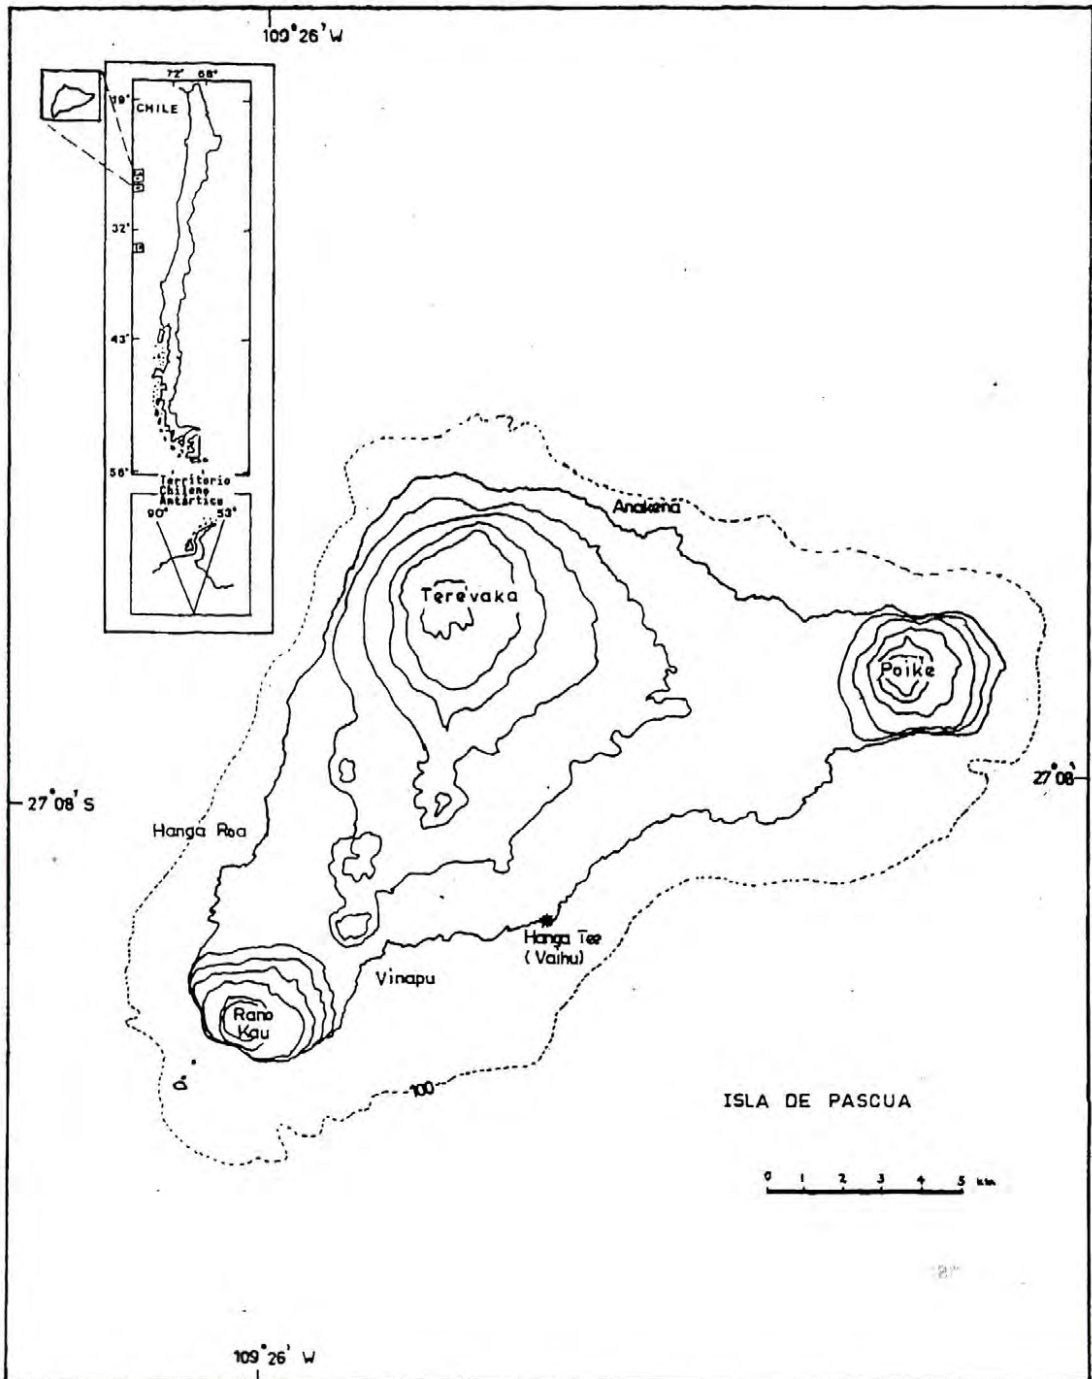 109°26' W
72° 68°
19°
CHILE
32°
43°
56°
Territorio
Chileno
Antártico
90° 53°
Anakena
Terevaka
Poike
27°08' S
27°08'
Hanga Roa
Hanga Tee
(Vaihu)
Vinapu
Rano
Kau
100
ISLA DE PASCUA
0 1 2 3 4 5 km
109°26' W